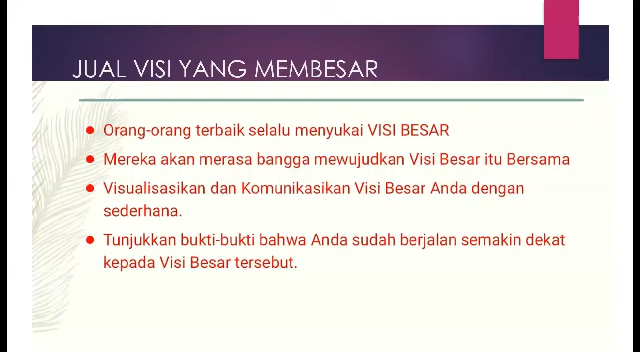 JUAL VISI YANG MEMBESAR
Orang-orang terbaik selalu menyukai VISI BESAR
Mereka akan merasa bangga mewujudkan Visi Besar itu Bersama
Visualisasikan dan Komunikasikan Visi Besar Anda dengan
sederhana.
Tunjukkan bukti-bukti bahwa Anda sudah berjalan semakin dekat
kepada Visi Besar tersebut.